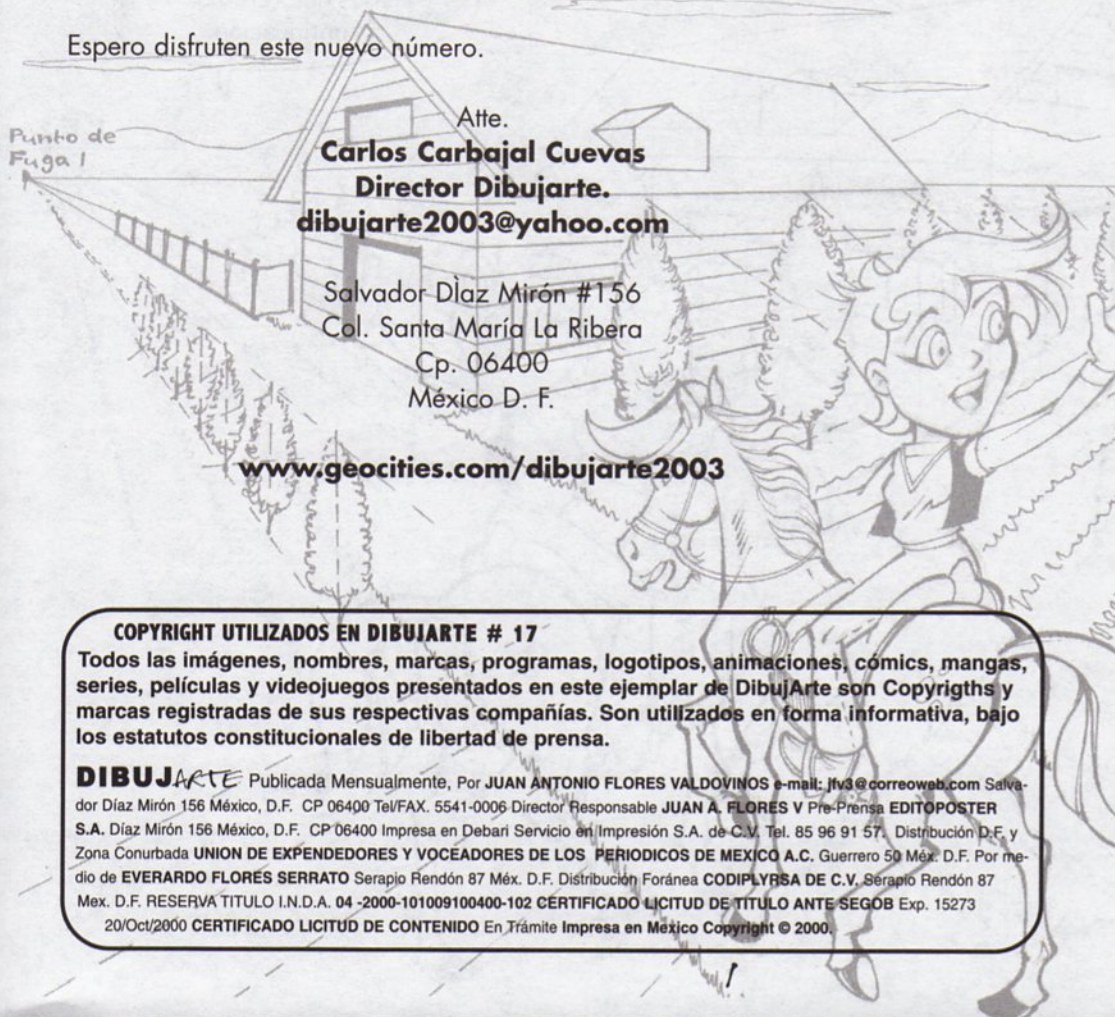 Espero disfruten este nuevo número.
Punto de
Fuga 1
Atte.
Carlos Carbajal Cuevas
Director Dibujarte.
dibujarte2003@yahoo.com
Salvador DÌaz Mirón #156
Col. Santa María La Ribera
Cp. 06400
México D. F.
www.geocities.com/dibujarte2003
COPYRIGHT UTILIZADOS EN DIBUJARTE # 17
Todos las imágenes, nombres, marcas, programas, logotipos, animaciones, cómics, mangas,
series, películas y videojuegos presentados en este ejemplar de DibujArte son Copyrigths y
marcas registradas de sus respectivas compañías. Son utilizados en forma informativa, bajo
los estatutos constitucionales de libertad de prensa.
DIBUJARTE Publicada Mensualmente, Por JUAN ANTONIO FLORES VALDOVINOS e-mail: jfv3@correoweb.com Salva-
dor Díaz Mirón 156 México, D.F. CP 06400 Tel/FAX. 5541-0006 Director Responsable JUAN A. FLORES V Pre-Prensa EDITOPOSTER
S.A. Díaz Mirón 156 México, D.F. CP 06400 Impresa en Debari Servicio en Impresión S.A. de C.V. Tel. 85 96 91 57. Distribución D.F. y
Zona Conurbada UNION DE EXPENDEDORES Y VOCEADORES DE LOS PERIODICOS DE MEXICO A.C. Guerrero 50 Méx. D.F. Por me-
dio de EVERARDO FLORES SERRATO Serapio Rendón 87 Méx. D.F. Distribución Foránea CODIPLYRSA DE C.V. Serapio Rendón 87
Mex. D.F. RESERVA TITULO I.N.D.A. 04 -2000-101009100400-102 CERTIFICADO LICITUD DE TITULO ANTE SEGOB Exp. 15273
20/Oct/2000 CERTIFICADO LICITUD DE CONTENIDO En Trámite Impresa en México Copyright © 2000.